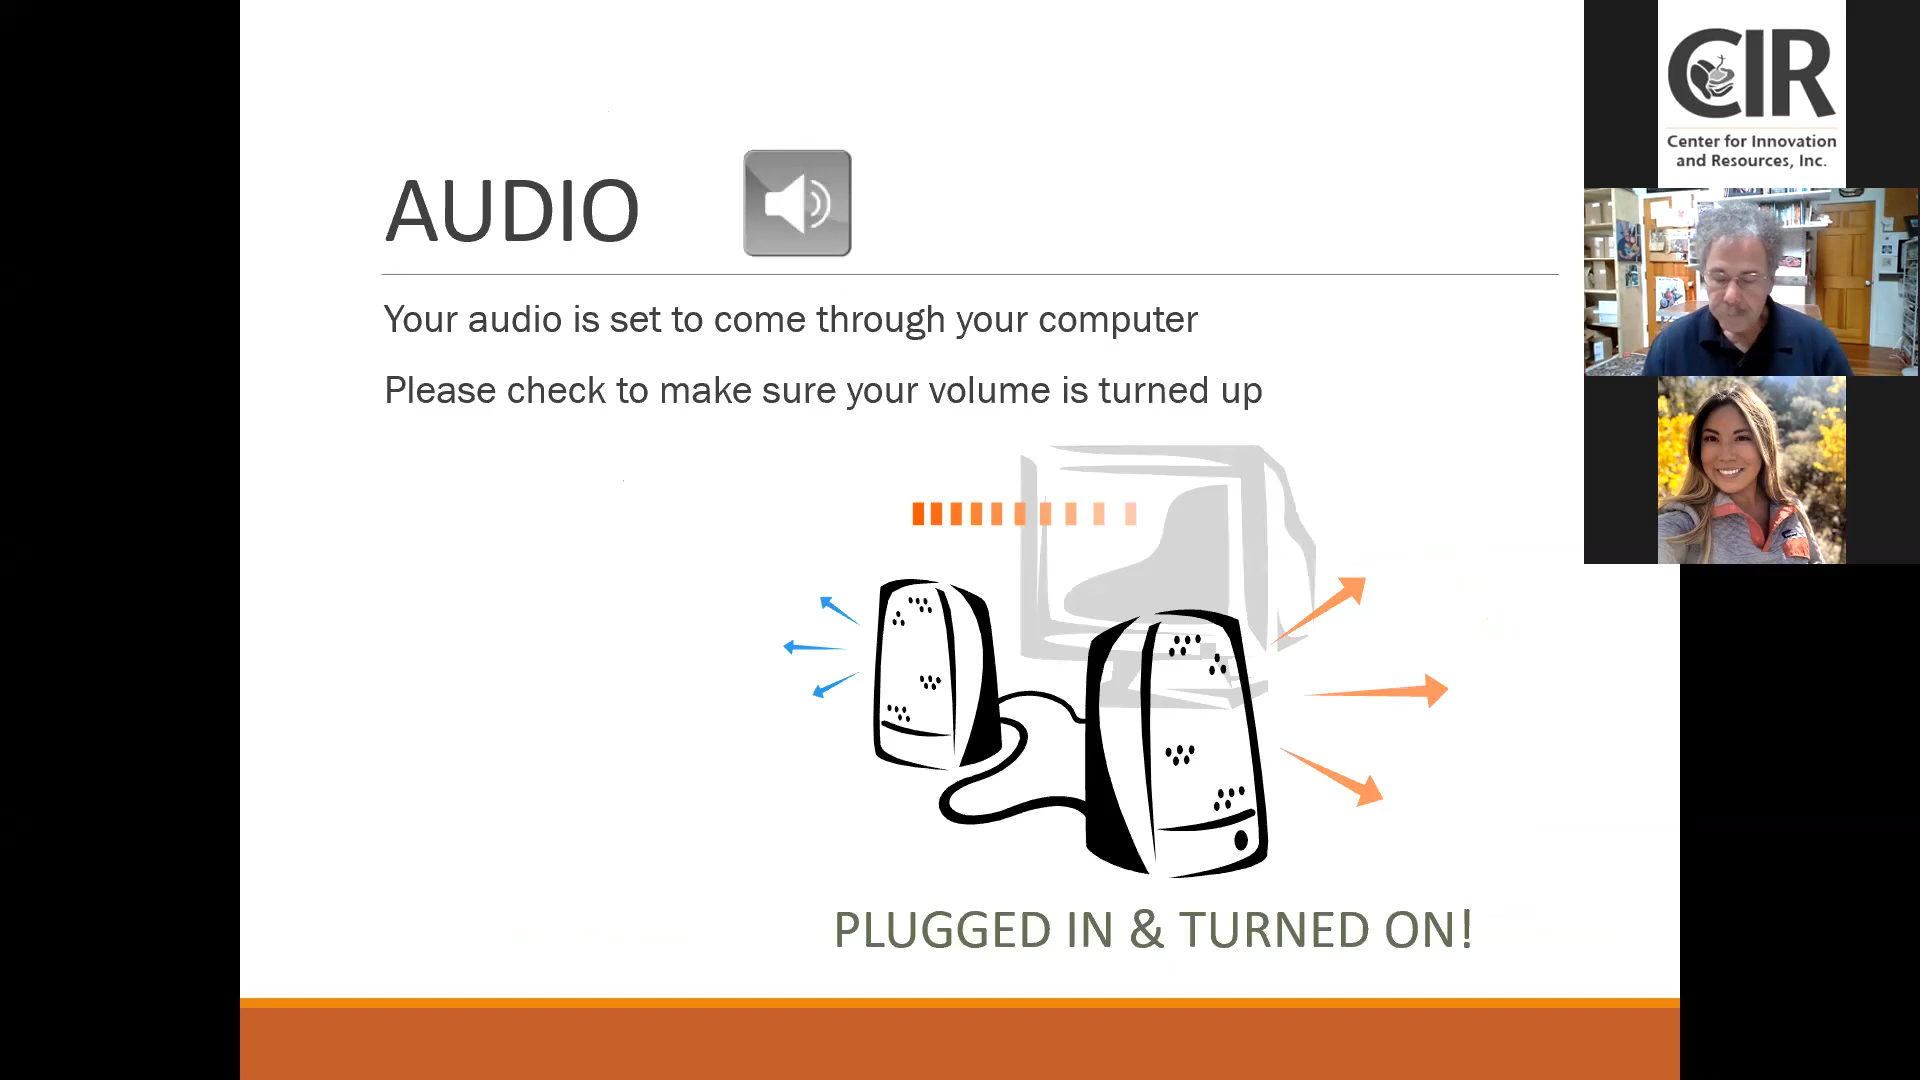 AUDIO
Your audio is set to come through your computer
Please check to make sure your volume is turned up
PLUGGED IN & TURNED ON!
CIR
Center for Innovation
and Resources, Inc.